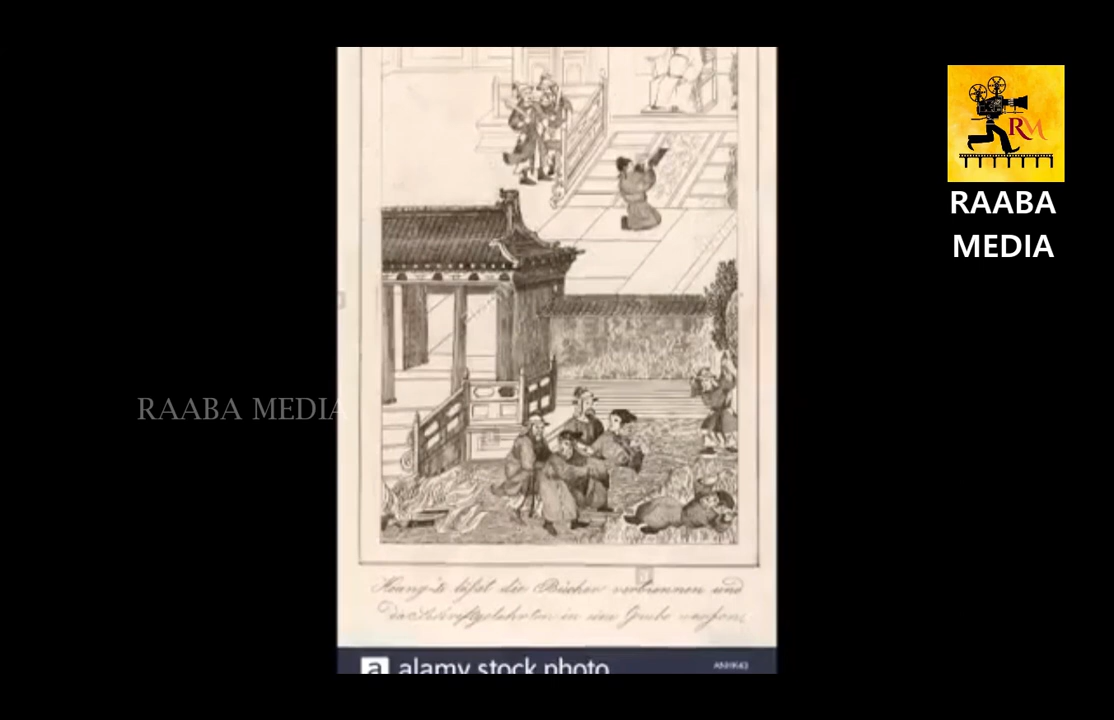 RM
RAABA
MEDIA
RAABA MEDIA
Hoang-ti läßt die Bücher verbrennen und
die Schriftgelehrten in eine Grube werfen.
a alamy stock photo